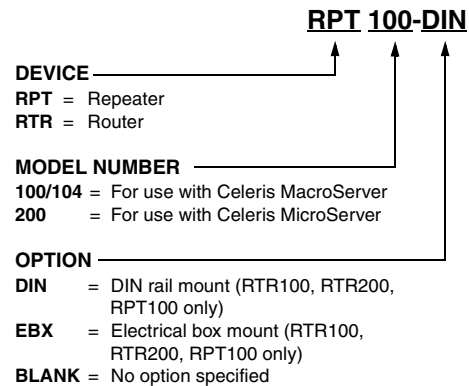 RPT 100-DIN
DEVICE
RPT = Repeater
RTR = Router
MODEL NUMBER
100/104 = For use with Celeris MacroServer
200 = For use with Celeris MicroServer
OPTION
DIN = DIN rail mount (RTR100, RTR200,
RPT100 only)
EBX = Electrical box mount (RTR100,
RTR200, RPT100 only)
BLANK = No option specified